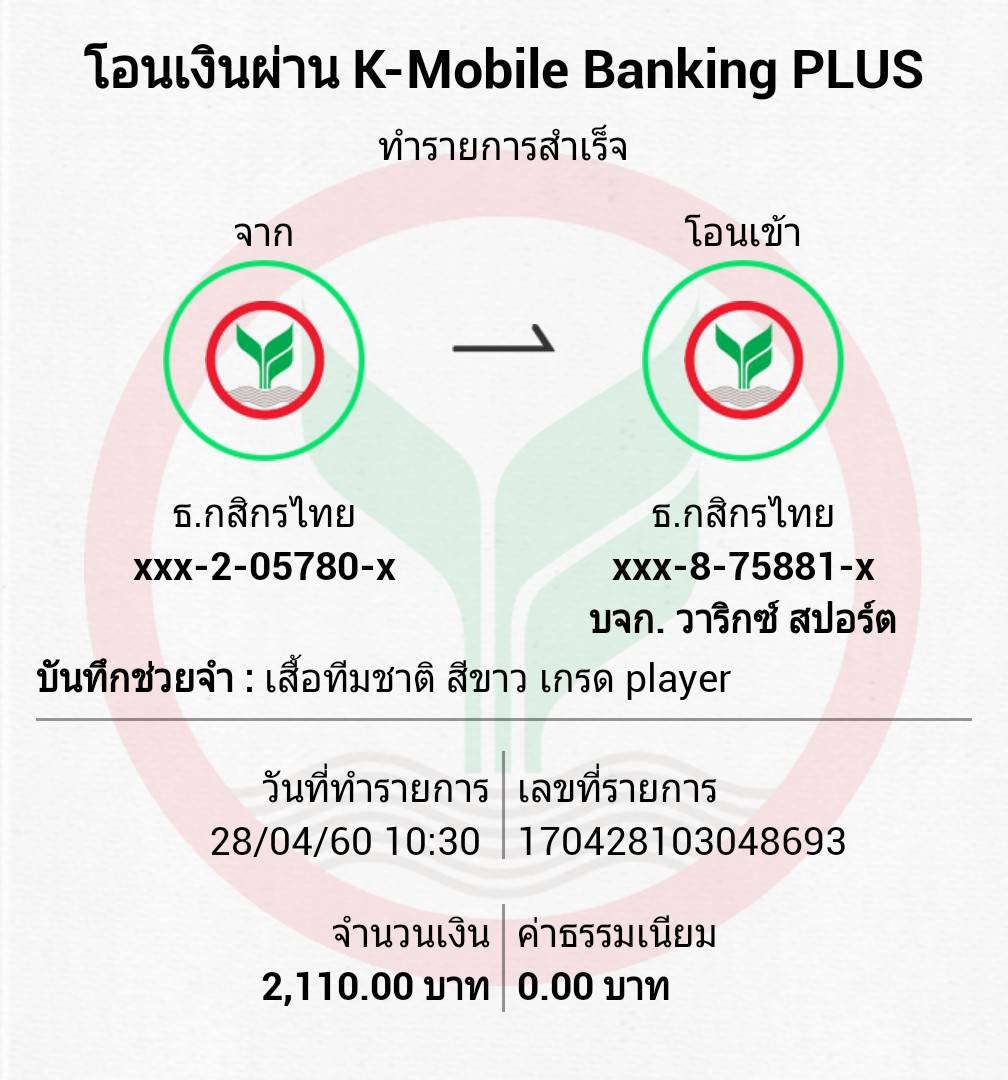 โอนเงินผ่าน K-Mobile Banking PLUS
ทำรายการสำเร็จ
จาก
โอนเข้า
ธ.กสิกรไทย
xxx-2-05780-x
ธ.กสิกรไทย
xxx-8-75881-x
บจก. วาริกซ์ สปอร์ต
บันทึกช่วยจำ : เสื้อทีมชาติ สีขาว เกรด player
วันที่ทำรายการ
28/04/60 10:30
เลขที่รายการ
170428103048693
จำนวนเงิน
2,110.00 บาท
ค่าธรรมเนียม
0.00 บาท